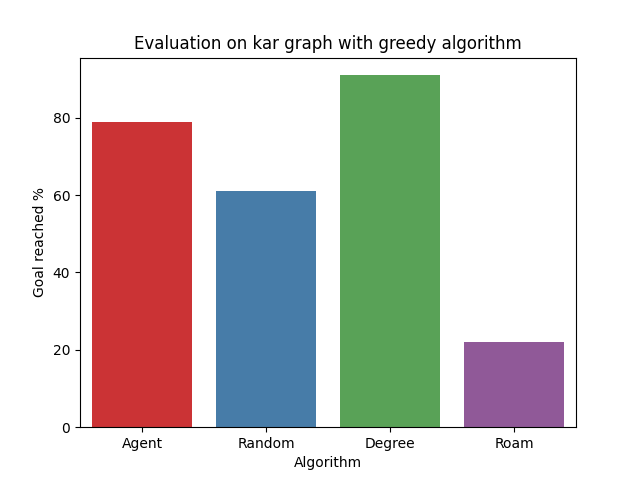 Evaluation on kar graph with greedy algorithm
Goal reached %
80
60
40
20
0
Agent Random Degree Roam
Algorithm